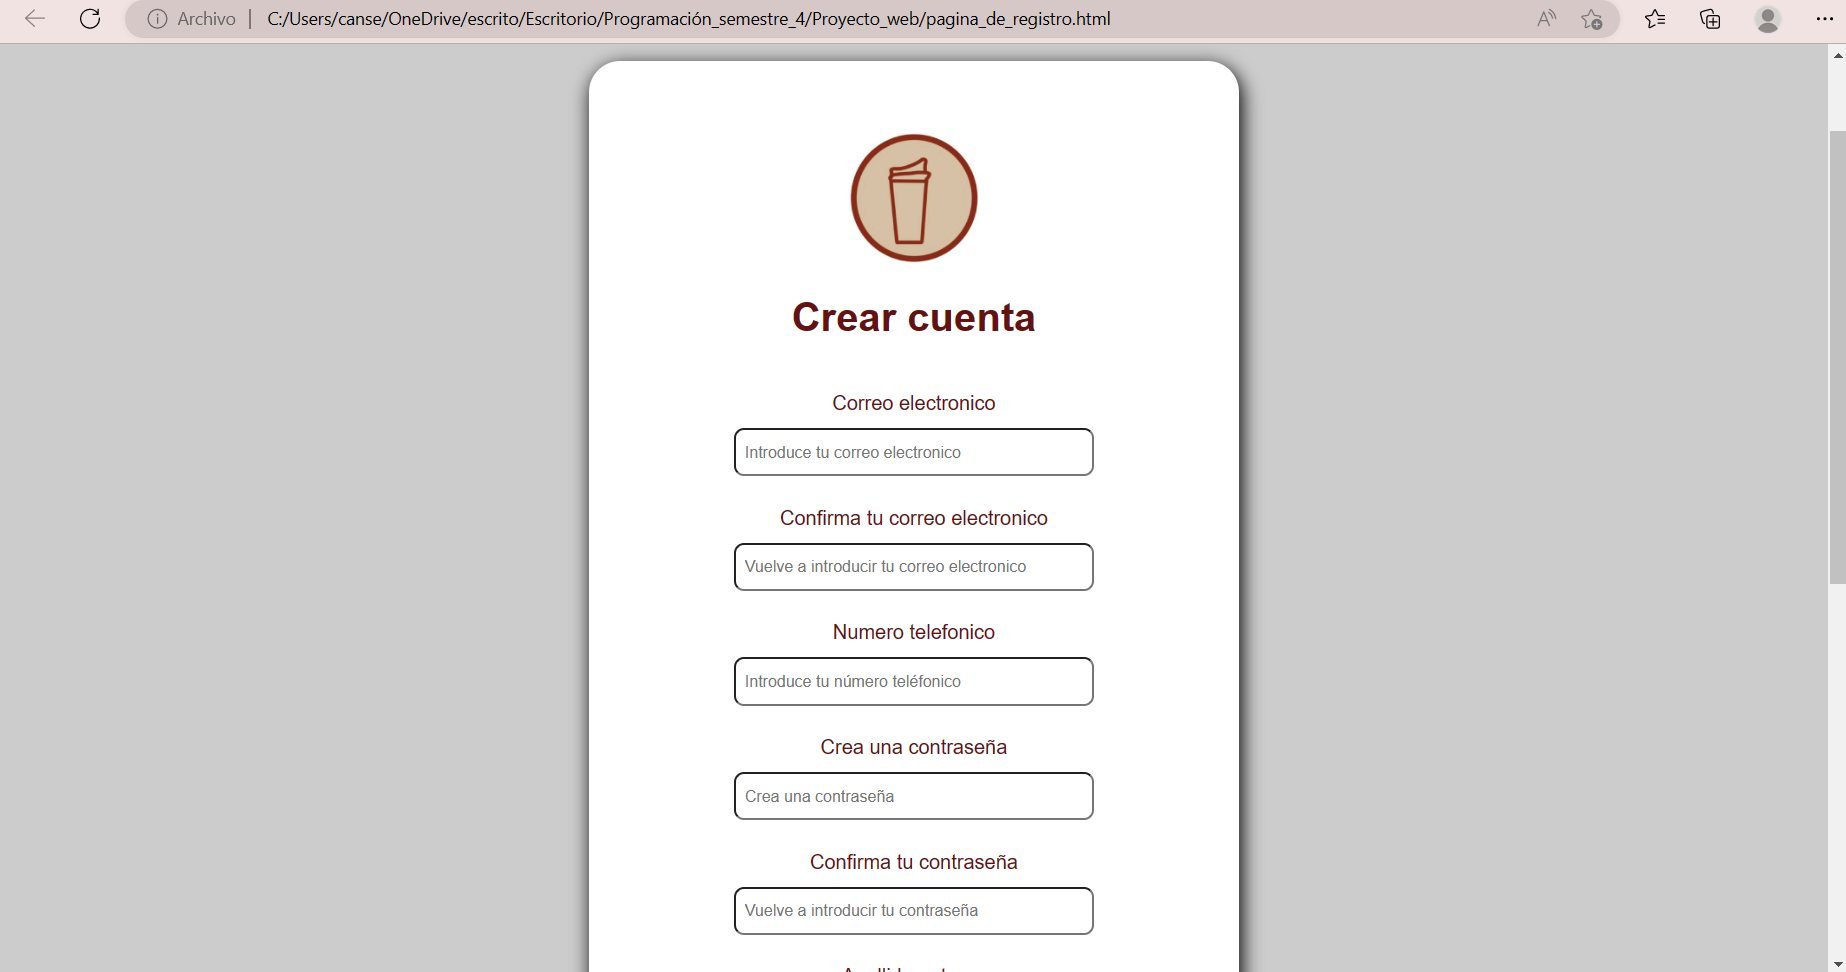 Archivo | C:/Users/canse/OneDrive/escrito/Escritorio/Programación_semestre_4/Proyecto_web/pagina_de_registro.html
Crear cuenta
Correo electronico
Introduce tu correo electronico
Confirma tu correo electronico
Vuelve a introducir tu correo electronico
Numero telefonico
Introduce tu número teléfonico
Crea una contraseña
Crea una contraseña
Confirma tu contraseña
Vuelve a introducir tu contraseña